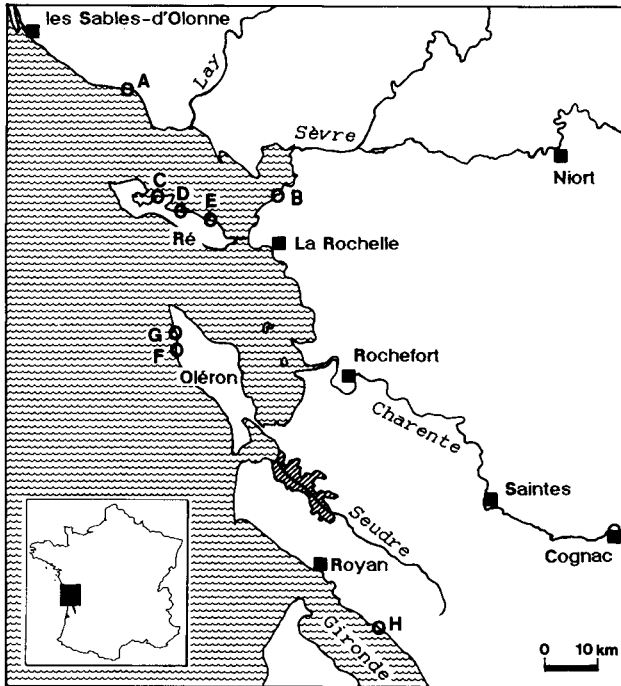 les Sables-d'Olonne
A
Lay
Sèvre
Niort
C
D
E
B
Ré
La Rochelle
G
F
Oléron
Rochefort
Charente
Saintes
Cognac
Seudre
Royan
H
Gironde
0 10 km